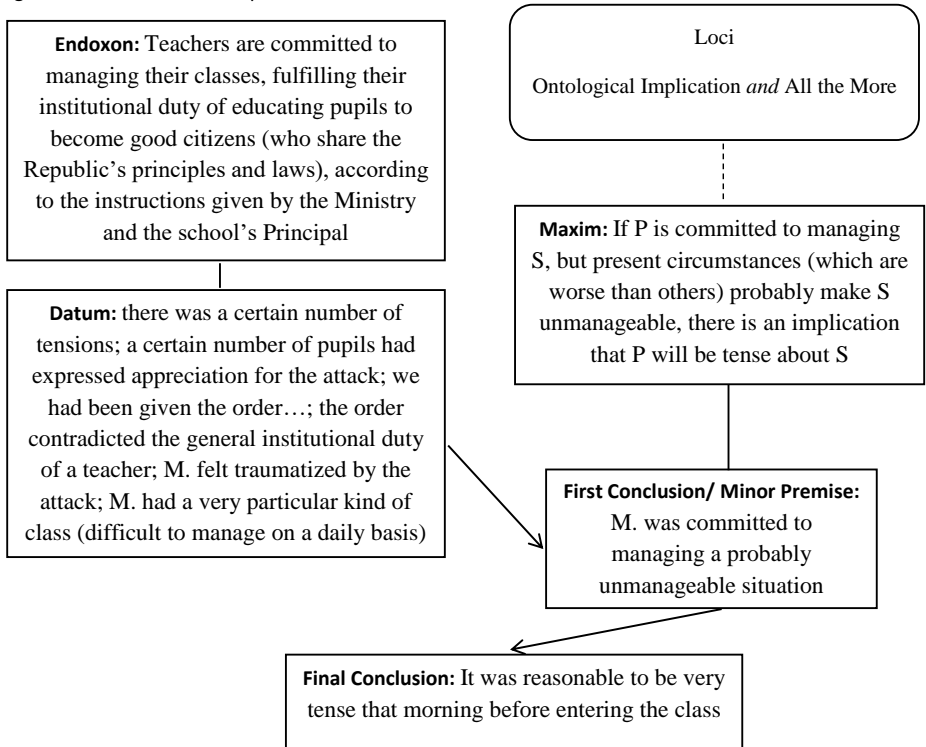 Endoxon: Teachers are committed to
managing their classes, fulfilling their
institutional duty of educating pupils to
become good citizens (who share the
Republic's principles and laws), according
to the instructions given by the Ministry
and the school's Principal
Loci
Ontological Implication and All the More
Datum: there was a certain number of
tensions; a certain number of pupils had
expressed appreciation for the attack; we
had been given the order…; the order
contradicted the general institutional duty
of a teacher; M. felt traumatized by the
attack; M. had a very particular kind of
class (difficult to manage on a daily basis)
Maxim: If P is committed to managing
S, but present circumstances (which are
worse than others) probably make S
unmanageable, there is an implication
that P will be tense about S
First Conclusion/ Minor Premise:
M. was committed to
managing a probably
unmanageable situation
Final Conclusion: It was reasonable to be very
tense that morning before entering the class